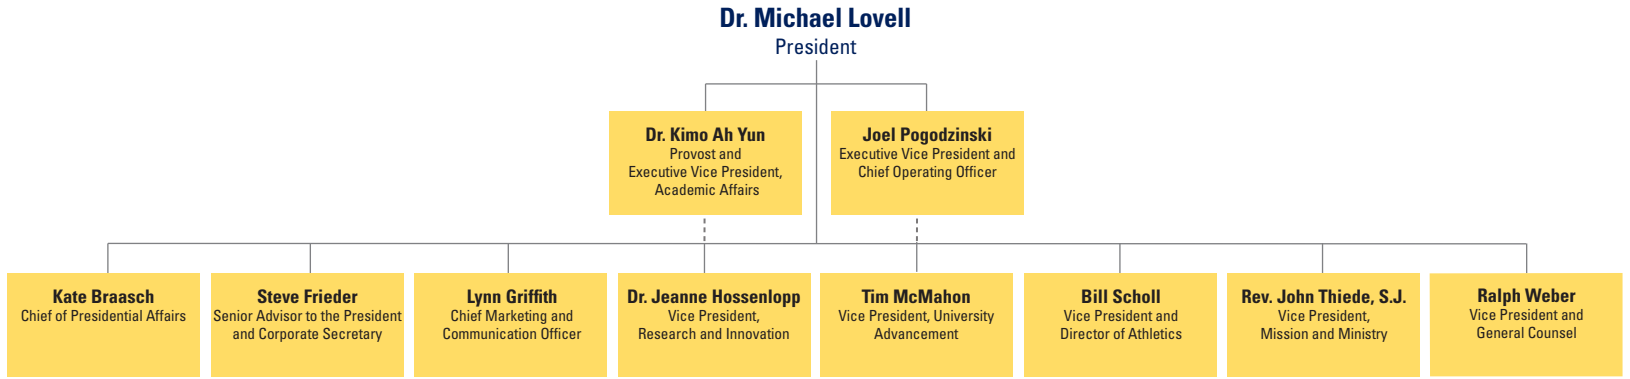 Dr. Michael Lovell
President
Dr. Kimo Ah Yun
Provost and
Executive Vice President,
Academic Affairs
Joel Pogodzinski
Executive Vice President and
Chief Operating Officer
Kate Braasch
Chief of Presidential Affairs
Steve Frieder
Senior Advisor to the President
and Corporate Secretary
Lynn Griffith
Chief Marketing and
Communication Officer
Dr. Jeanne Hossenlopp
Vice President,
Research and Innovation
Tim McMahon
Vice President, University
Advancement
Bill Scholl
Vice President and
Director of Athletics
Rev. John Thiede, S.J.
Vice President,
Mission and Ministry
Ralph Weber
Vice President and
General Counsel